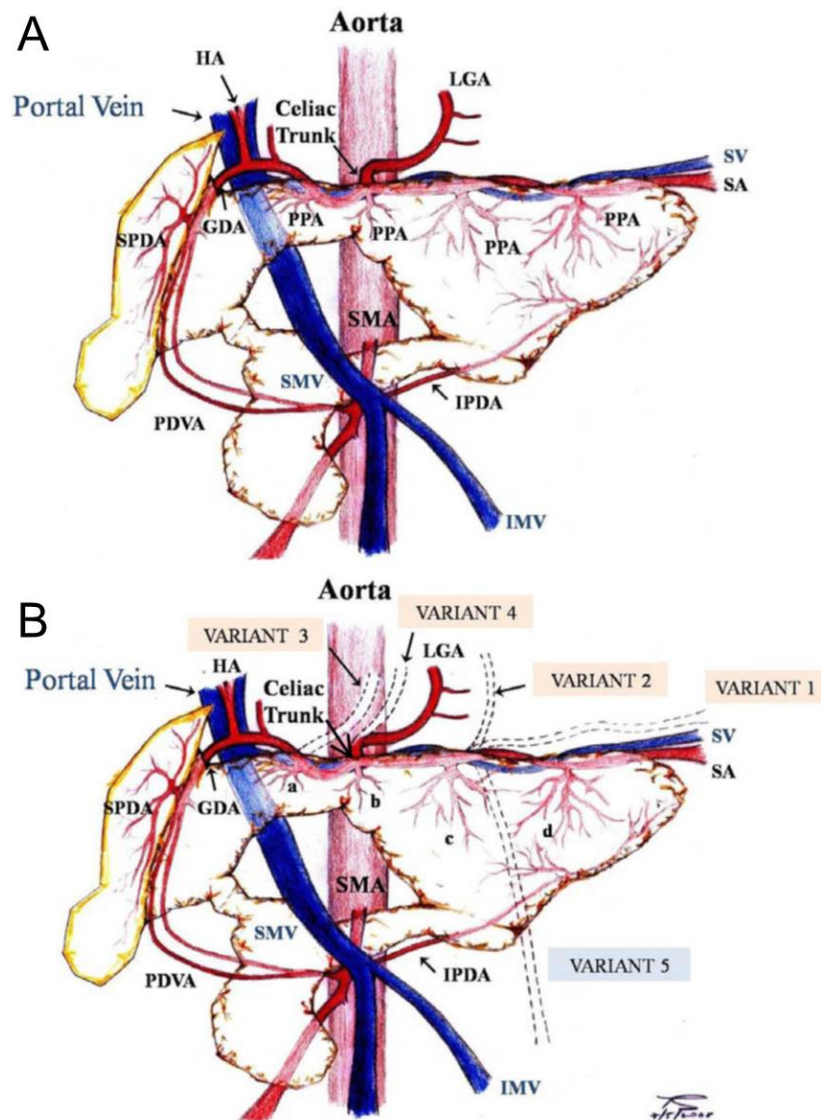 A
Aorta
HA
LGA
Portal Vein
Celiac
Trunk
SV
SA
SPDA
GDA
PPA
PPA
PPA
PPA
SMA
SMV
IPDA
PDVA
IMV
B
Aorta
VARIANT 3
VARIANT 4
HA
LGA
Portal Vein
Celiac
Trunk
VARIANT 2
VARIANT 1
SV
SA
SPDA
GDA
a
b
c
d
SMA
SMV
IPDA
VARIANT 5
PDVA
IMV